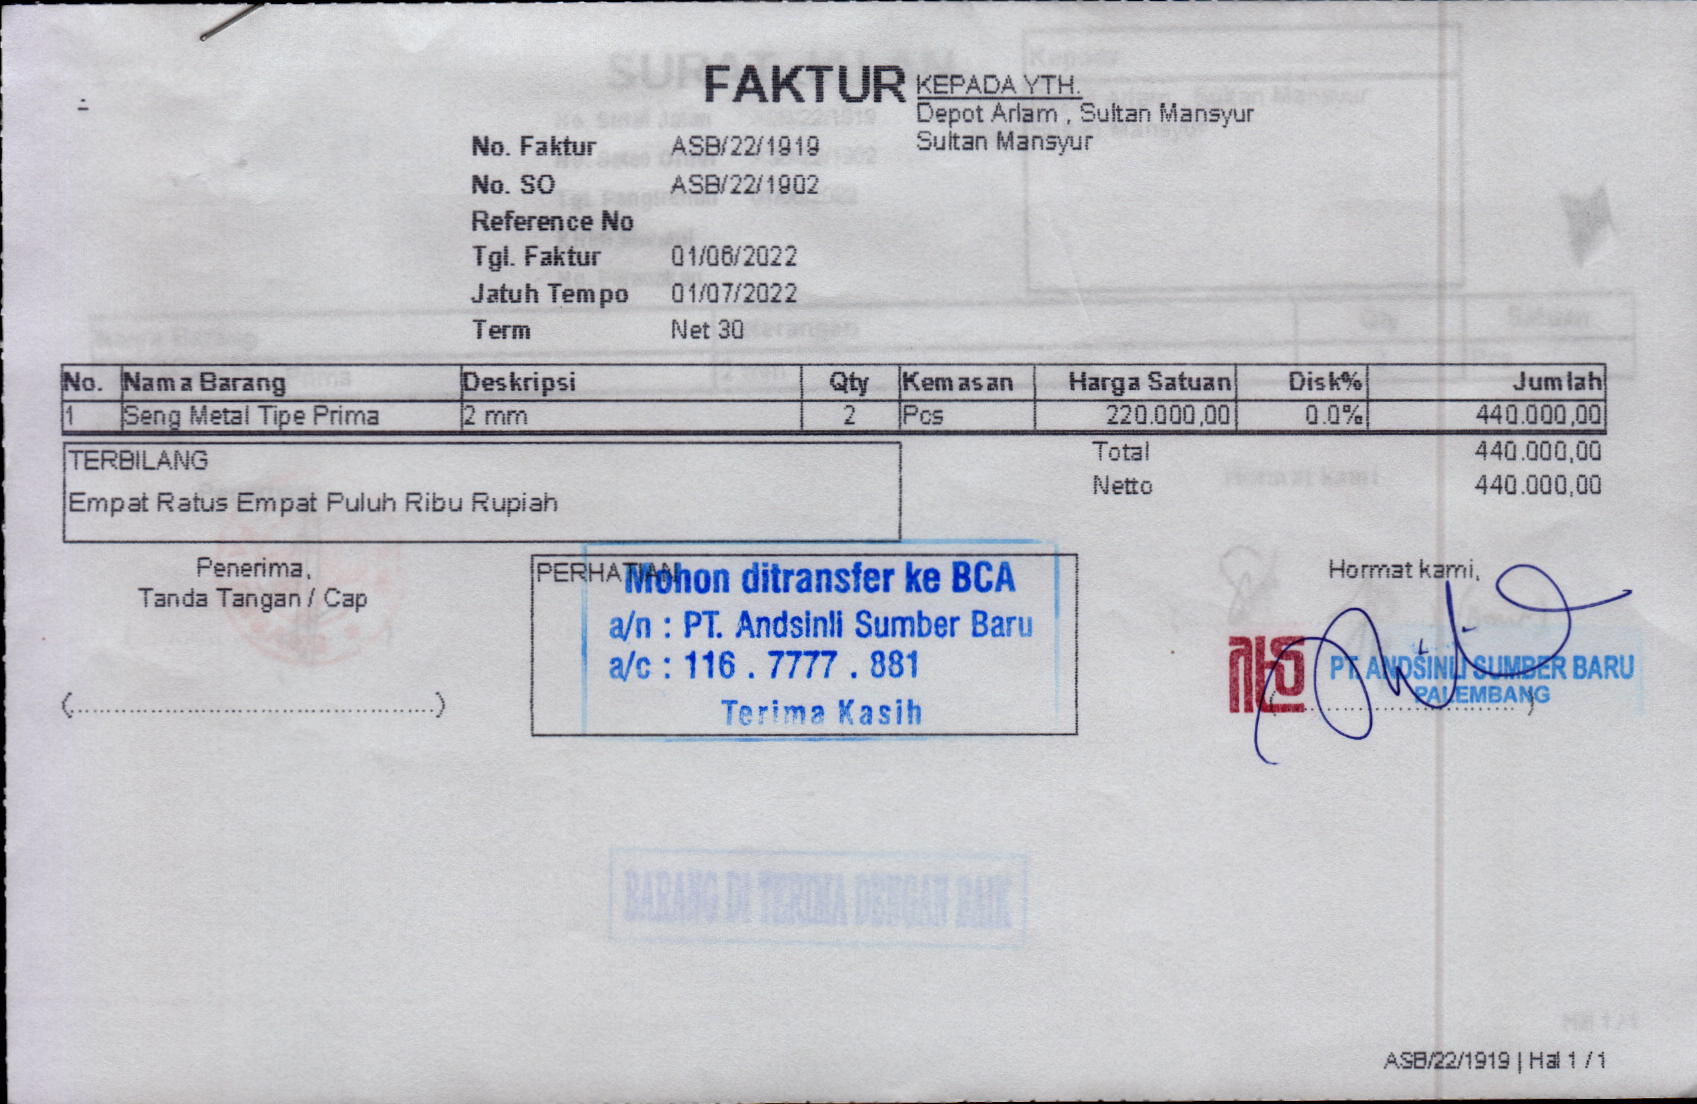 FAKTUR
KEPADA YTH.
Depot Arlam , Sultan Mansyur
Sultan Mansyur
No. Faktur ASB/22/1919
No. SO ASB/22/1902
Reference No
Tgl. Faktur 01/06/2022
Jatuh Tempo 01/07/2022
Term Net 30
No. Nama Barang Deskripsi Qty Kemasan Harga Satuan Disk% Jumlah
1 Seng Metal Tipe Prima 2 mm 2 Pcs 220.000,00 0.0% 440.000,00
Total 440.000,00
Netto 440.000,00
TERBILANG
Empat Ratus Empat Puluh Ribu Rupiah
Penerima,
Tanda Tangan / Cap
(.............................................)
PERHATIAN
Mohon ditransfer ke BCA
a/n : PT. Andsinli Sumber Baru
a/c : 116 . 7777 . 881
Terima Kasih
Hormat kami,
PT. ANDSINLI SUMBER BARU
PALEMBANG
BARANG DI TERIMA DENGAN BAIK
ASB/22/1919 | Hal 1 / 1